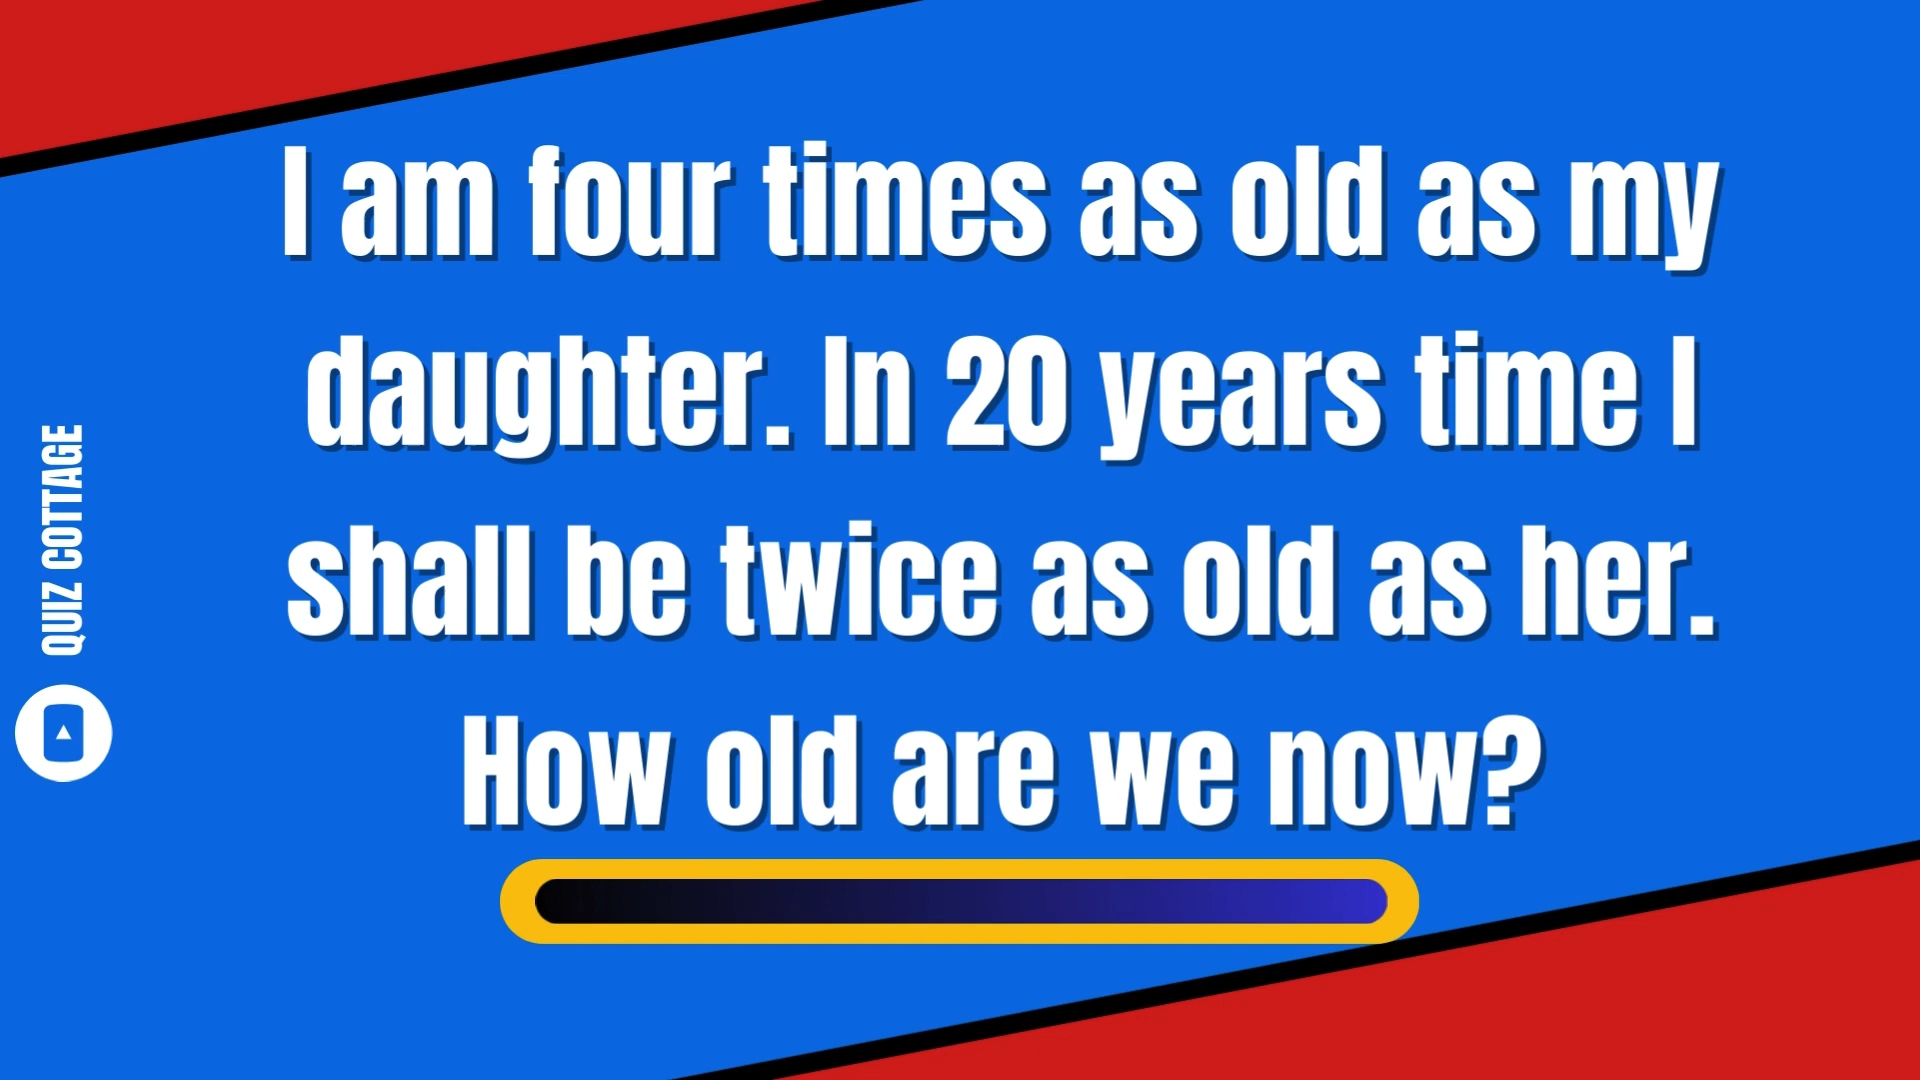 I am four times as old as my
daughter. In 20 years time I
shall be twice as old as her.
How old are we now?
QUIZ COTTAGE